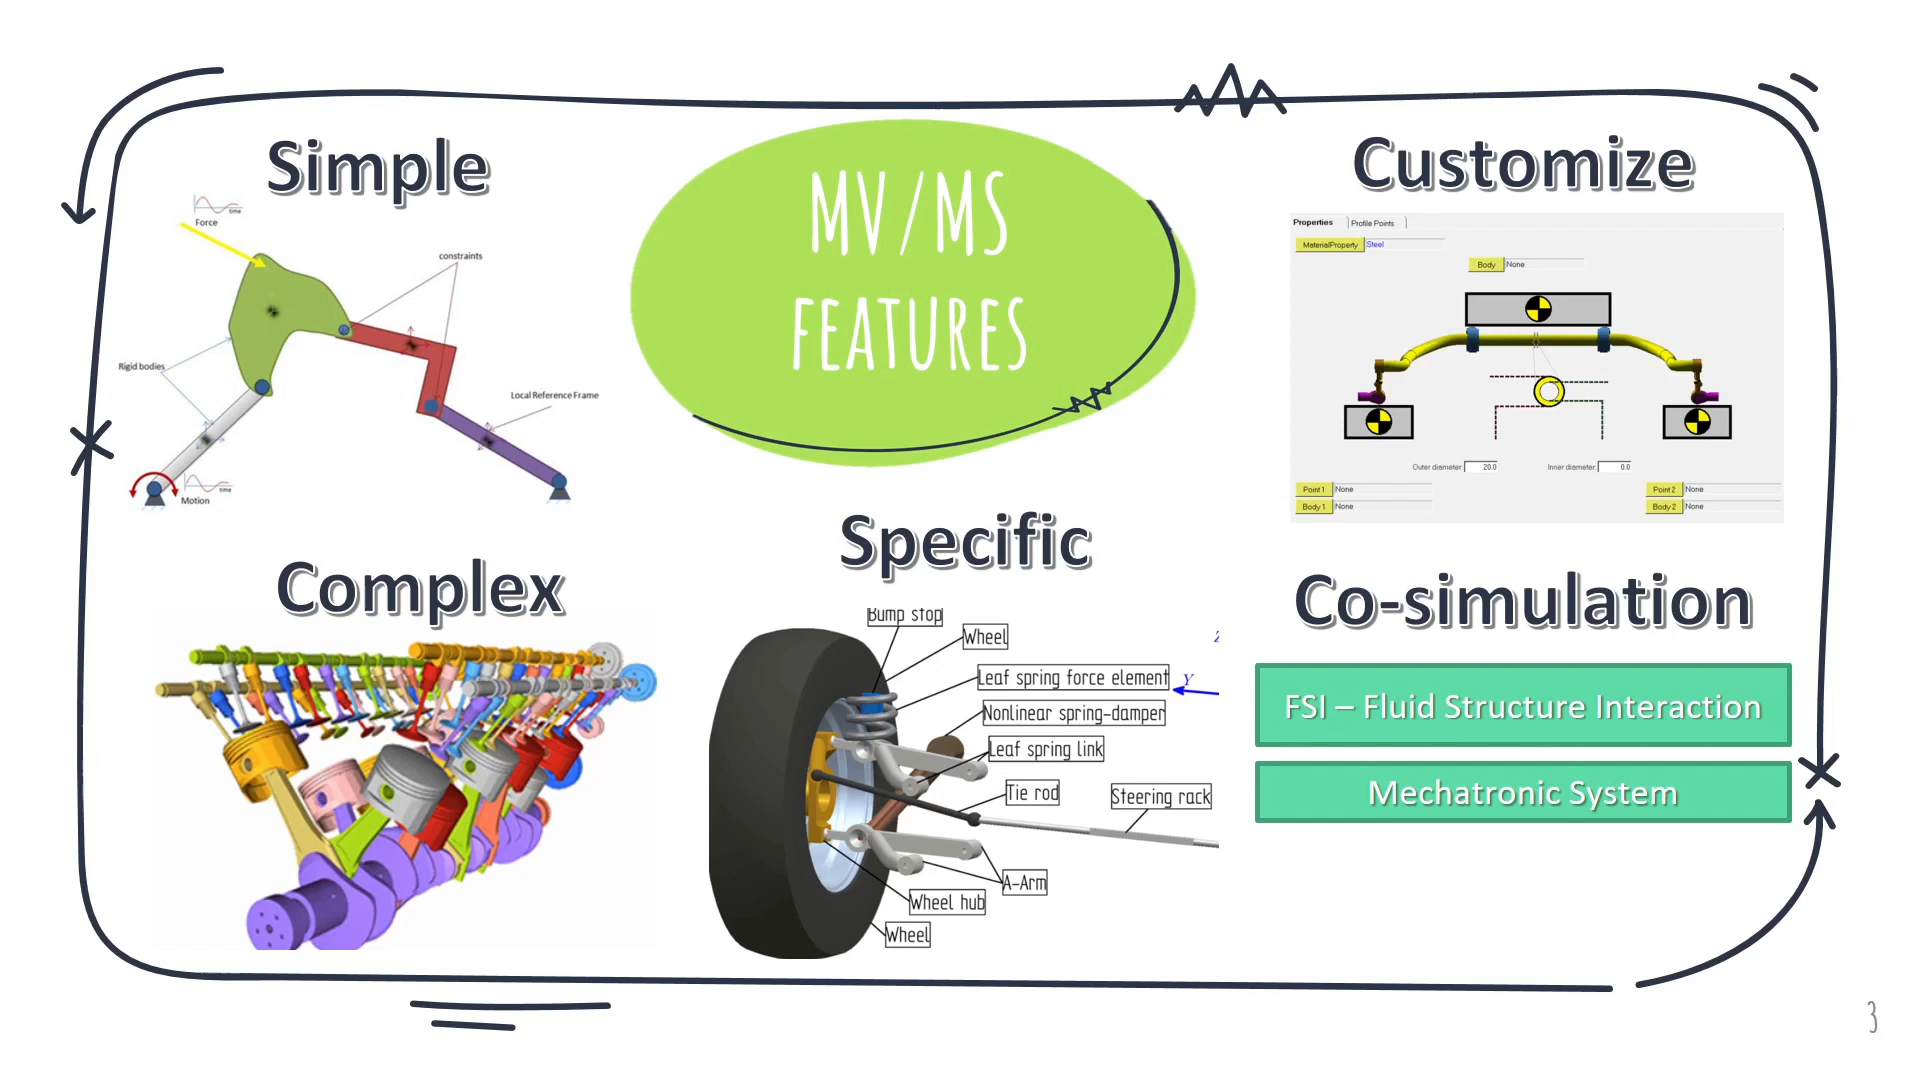 Simple
time
Force
constraints
Rigid bodies
Local Reference Frame
time
Motion
MV/MS
FEATURES
Customize
Properties
Profile Points
MaterialProperty
Steel
Body
None
Outer diameter:
20.0
Inner diameter:
0.0
Point 1
None
Point 2
None
Body 1
None
Body 2
None
Complex
Specific
Bump stop
Wheel
Leaf spring force element
Nonlinear spring-damper
Leaf spring link
Tie rod
Steering rack
A-Arm
Wheel hub
Wheel
Z
Y
Co-simulation
FSI – Fluid Structure Interaction
Mechatronic System
3